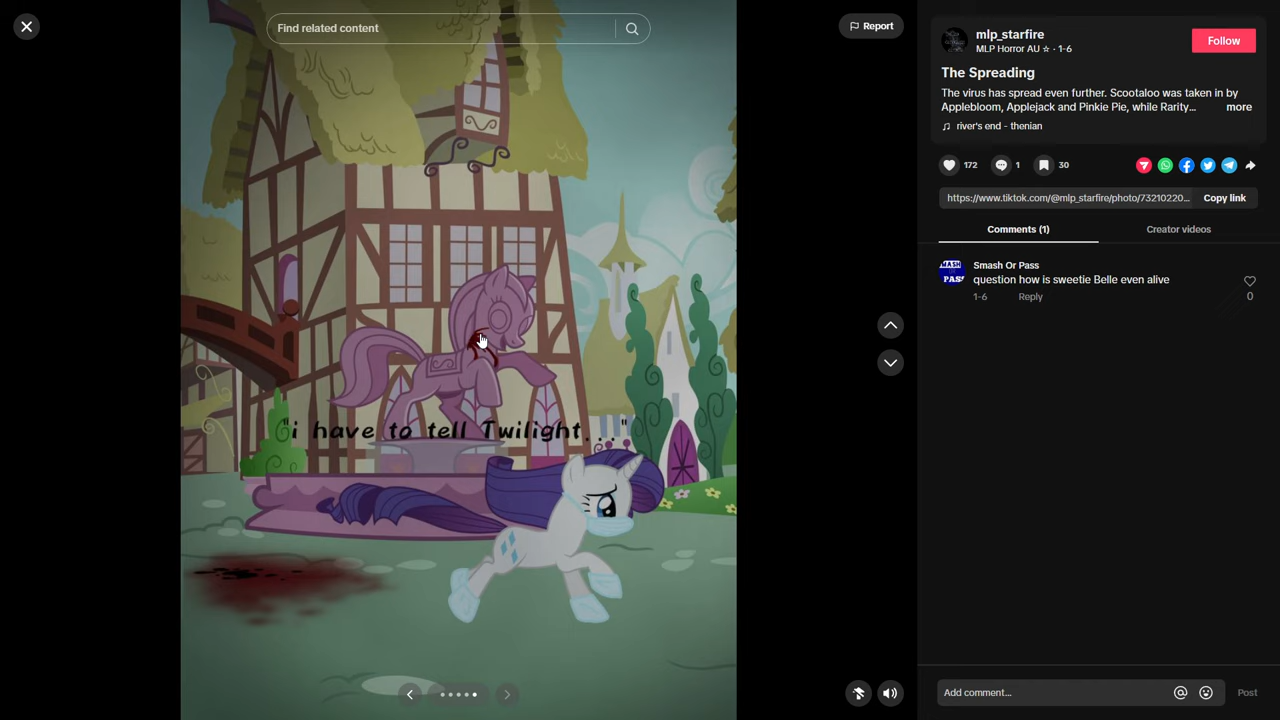 Find related content
Report
"i have to tell Twilight..."
mlp_starfire
MLP Horror AU ☆ · 1-6
Follow
The Spreading
The virus has spread even further. Scootaloo was taken in by
Applebloom, Applejack and Pinkie Pie, while Rarity... more
river's end - thenian
172
1
30
https://www.tiktok.com/@mlp_starfire/photo/73210220...
Copy link
Comments (1)
Creator videos
SMASH
OR
PASS
Smash Or Pass
question how is sweetie Belle even alive
1-6
Reply
0
Add comment...
Post